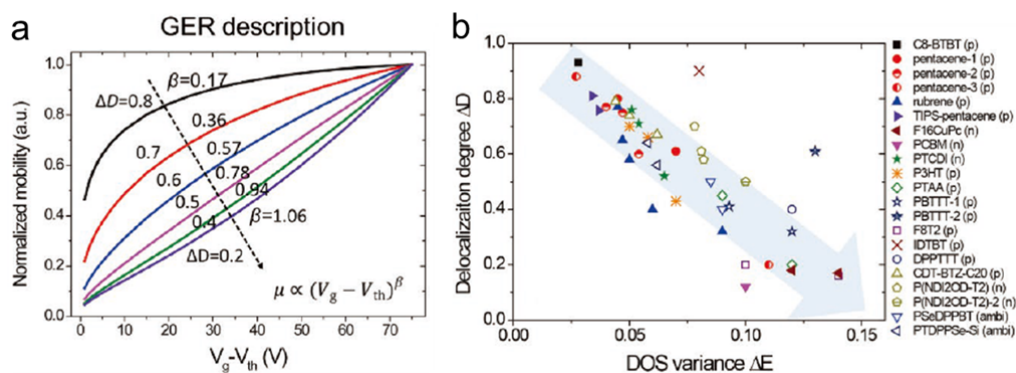 a
GER description
Normalized mobility (a.u.)
1.0
0.8
0.6
0.4
0.2
0.0
0
10
20
30
40
50
60
70
80
Vg-Vth (V)
ΔD=0.8
0.7
0.6
0.5
0.4
ΔD=0.2
β=0.17
0.36
0.57
0.78
0.94
β=1.06
μ ∝ (Vg − Vth)^β
b
Delocalizaiton degree ΔD
1.0
0.8
0.6
0.4
0.2
0.0
0.00
0.05
0.10
0.15
DOS variance ΔE
C8-BTBT (p)
pentacene-1 (p)
pentacene-2 (p)
pentacene-3 (p)
rubrene (p)
TIPS-pentacene (p)
F16CuPc (n)
PCBM (n)
PTCDI (n)
P3HT (p)
PTAA (p)
PBTTT-1 (p)
PBTTT-2 (p)
F8T2 (p)
IDTBT (p)
DPPTTT (p)
CDT-BTZ-C20 (p)
P(NDI2OD-T2) (n)
P(NDI2OD-T2)-2 (n)
PSeDPPBT (ambi)
PTDPPSe-Si (ambi)